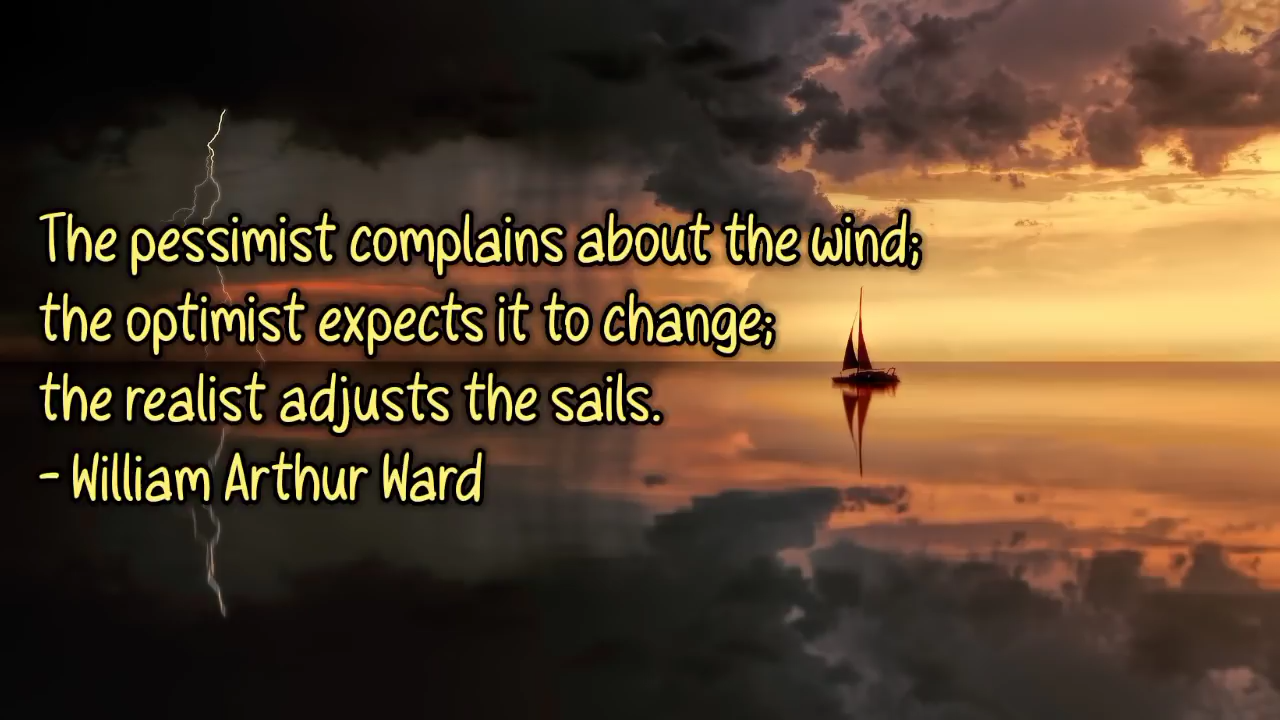 The pessimist complains about the wind;
the optimist expects it to change;
the realist adjusts the sails.
- William Arthur Ward